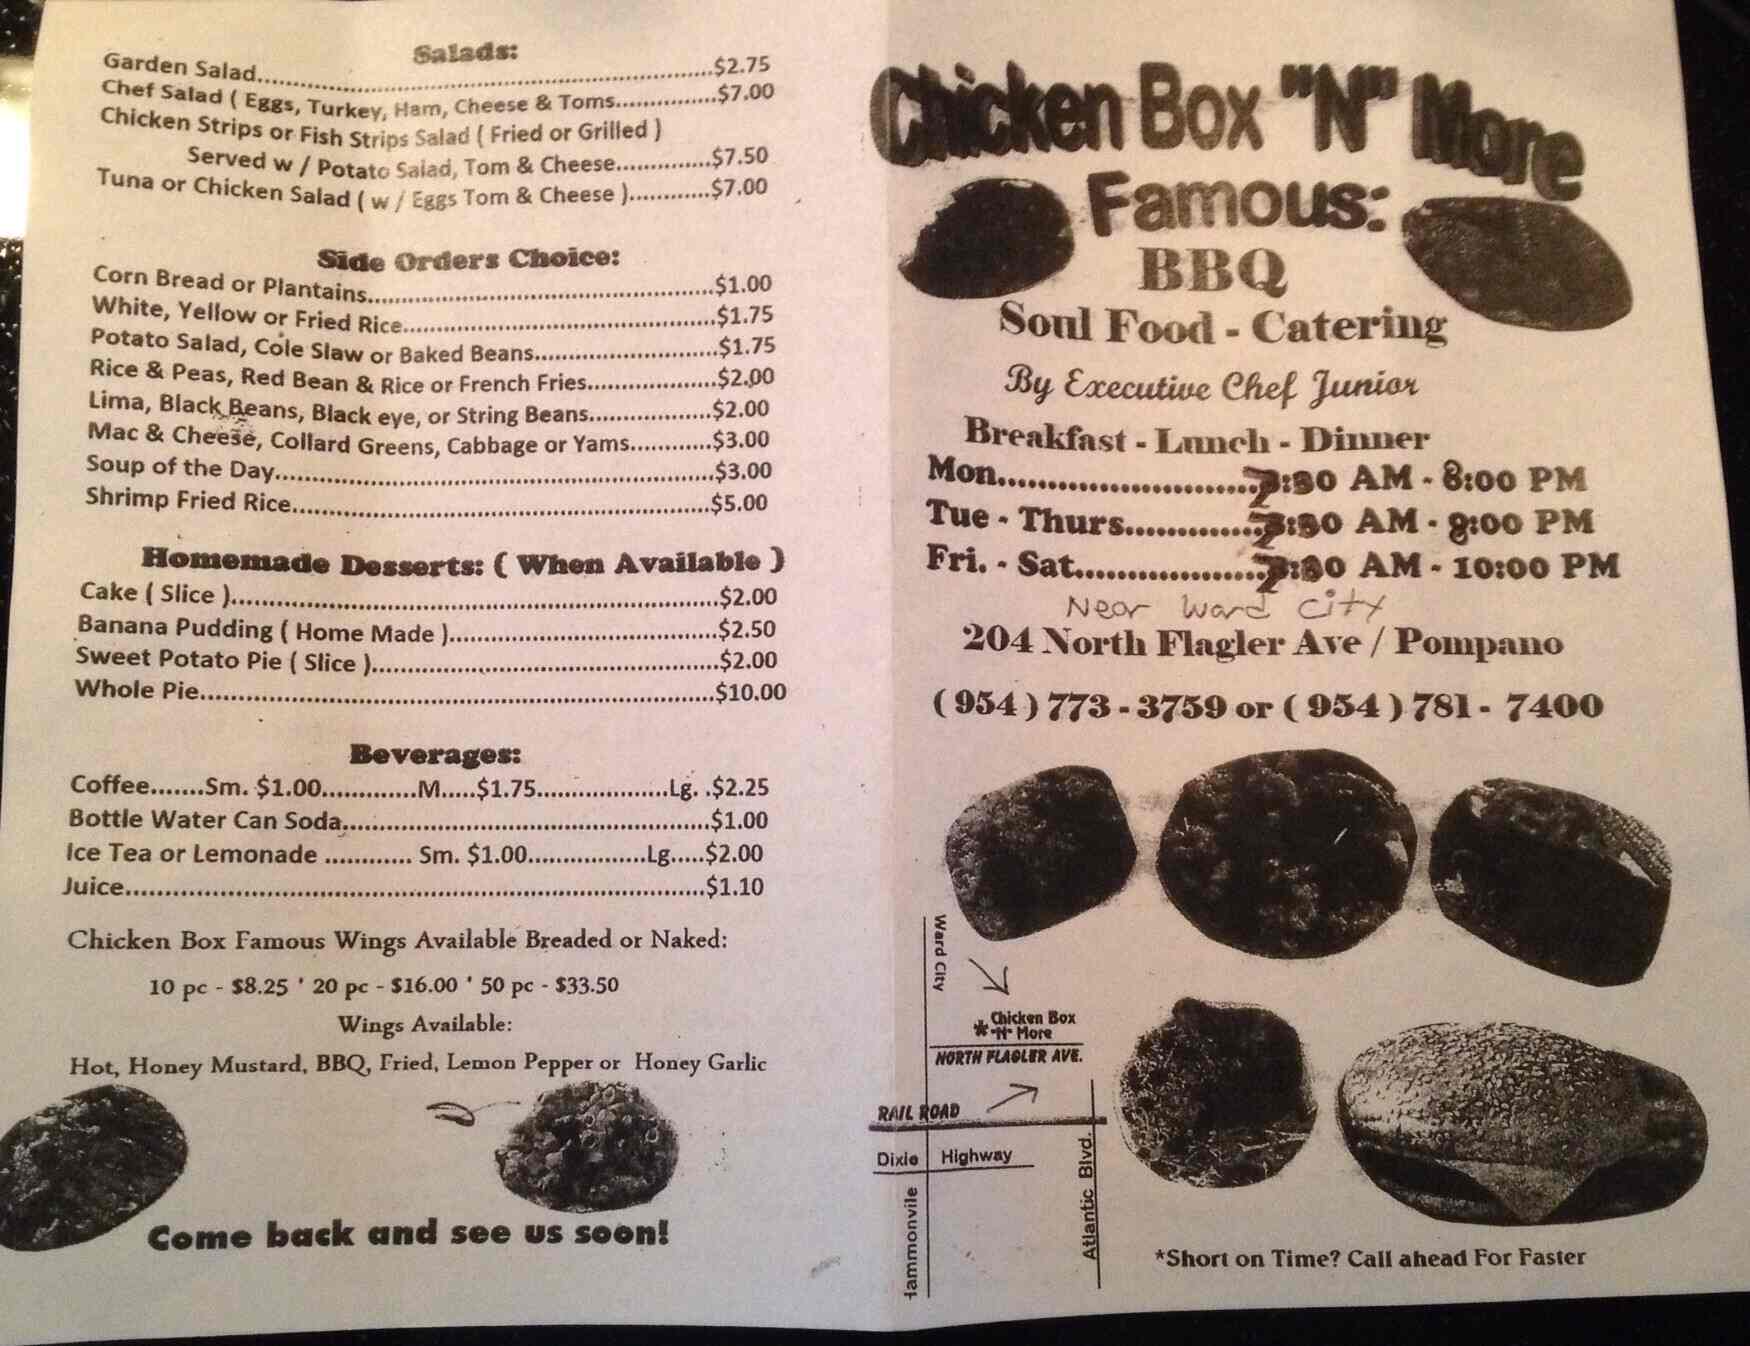 Salads:
Garden Salad..........$2.75
Chef Salad ( Eggs, Turkey, Ham, Cheese & Toms..........$7.00
Chicken Strips or Fish Strips Salad ( Fried or Grilled )
Served w / Potato Salad, Tom & Cheese..........$7.50
Tuna or Chicken Salad ( w / Eggs Tom & Cheese )..........$7.00
Side Orders Choice:
Corn Bread or Plantains..........$1.00
White, Yellow or Fried Rice..........$1.75
Potato Salad, Cole Slaw or Baked Beans..........$1.75
Rice & Peas, Red Bean & Rice or French Fries..........$2.00
Lima, Black Beans, Black eye, or String Beans..........$2.00
Mac & Cheese, Collard Greens, Cabbage or Yams..........$3.00
Soup of the Day..........$3.00
Shrimp Fried Rice..........$5.00
Homemade Desserts: ( When Available )
Cake ( Slice )..........$2.00
Banana Pudding ( Home Made )..........$2.50
Sweet Potato Pie ( Slice )..........$2.00
Whole Pie..........$10.00
Beverages:
Coffee.......Sm. $1.00.............M.....$1.75..................Lg. .$2.25
Bottle Water Can Soda..........$1.00
Ice Tea or Lemonade ............ Sm. $1.00.................Lg.....$2.00
Juice..........$1.10
Chicken Box Famous Wings Available Breaded or Naked:
10 pc - $8.25 ' 20 pc - $16.00 ' 50 pc - $33.50
Wings Available:
Hot, Honey Mustard, BBQ, Fried, Lemon Pepper or Honey Garlic
Come back and see us soon!
Chicken Box "N" More
Famous:
BBQ
Soul Food - Catering
By Executive Chef Junior
Breakfast - Lunch - Dinner
Mon..........7:30 AM - 8:00 PM
Tue - Thurs..........7:30 AM - 8:00 PM
Fri. - Sat..........7:30 AM - 10:00 PM
Near Ward City
204 North Flagler Ave / Pompano
( 954 ) 773 - 3759 or ( 954 ) 781 - 7400
Ward City
* Chicken Box
"N" More
NORTH FLAGLER AVE.
RAIL ROAD
Dixie Highway
Hammonvile
Atlantic Blvd.
*Short on Time? Call ahead For Faster